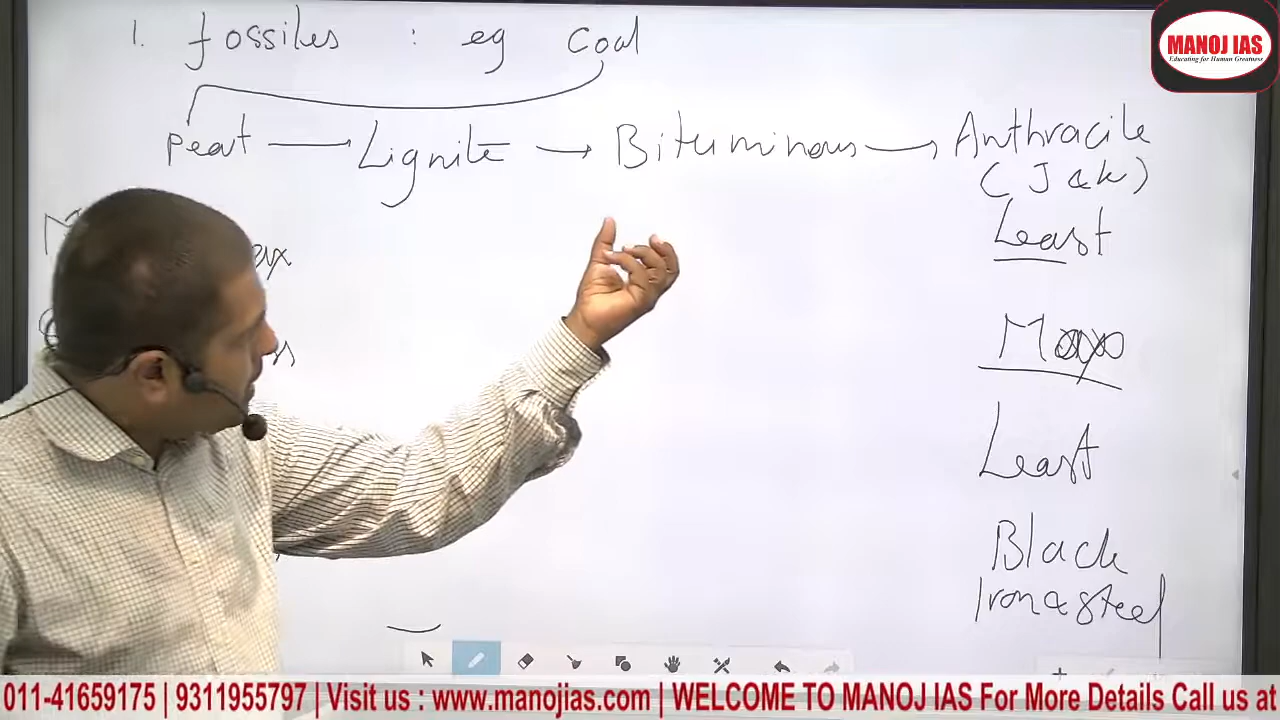 MANOJ IAS
Educating for Human Greatness
1. fossiles : eg Coal
Peat → Lignite → Bituminous → Anthracite
(J&K)
Least
Max
Least
Black
Iron & steel
011-41659175 | 9311955797 | Visit us : www.manojias.com | WELCOME TO MANOJ IAS For More Details Call us at